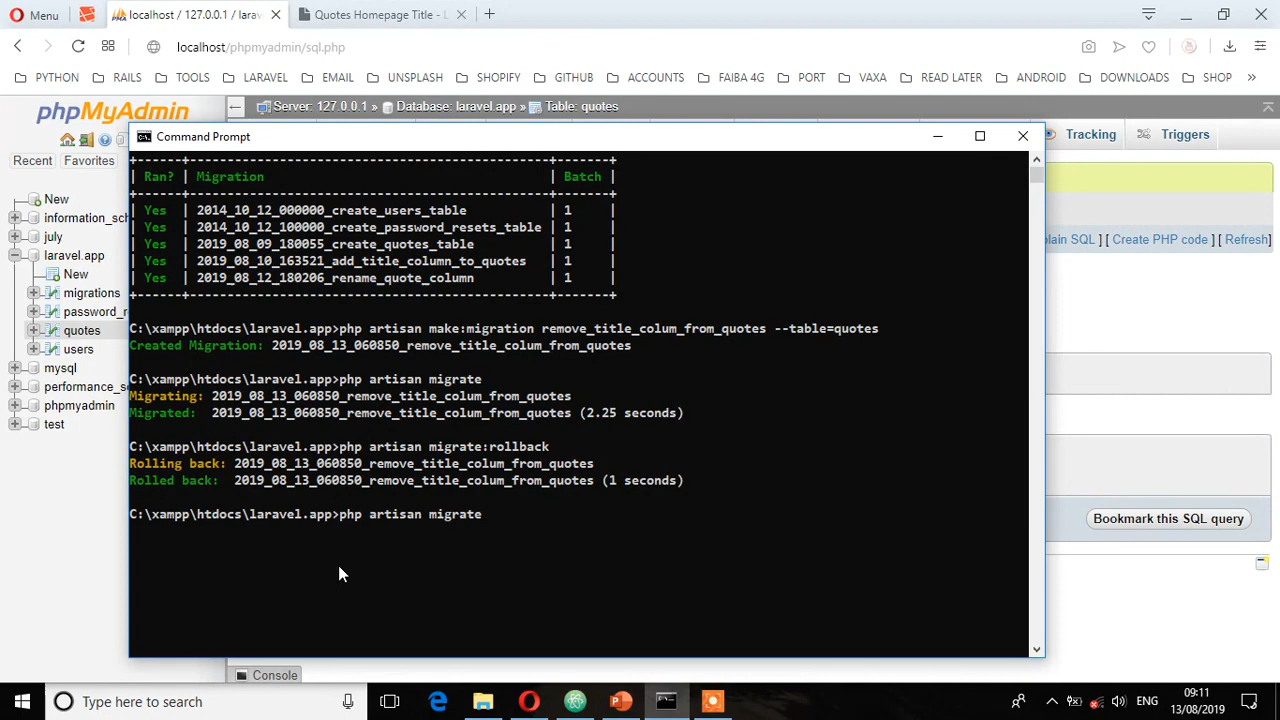 Menu
localhost / 127.0.0.1 / larav
Quotes Homepage Title - L
localhost/phpmyadmin/sql.php
PYTHON RAILS TOOLS LARAVEL EMAIL UNSPLASH SHOPIFY GITHUB ACCOUNTS FAIBA 4G PORT VAXA READ LATER ANDROID DOWNLOADS SHOP
phpMyAdmin
Recent Favorites
New
information_sch
july
laravel.app
New
migrations
password_r
quotes
users
mysql
performance_s
phpmyadmin
test
Server: 127.0.0.1 » Database: laravel.app » Table: quotes
Tracking Triggers
plain SQL ] [ Create PHP code ] [ Refresh]
Bookmark this SQL query
Console
Command Prompt
+------+------------------------------------------------+-------+
| Ran? | Migration | Batch |
+------+------------------------------------------------+-------+
| Yes | 2014_10_12_000000_create_users_table | 1 |
| Yes | 2014_10_12_100000_create_password_resets_table | 1 |
| Yes | 2019_08_09_180055_create_quotes_table | 1 |
| Yes | 2019_08_10_163521_add_title_column_to_quotes | 1 |
| Yes | 2019_08_12_180206_rename_quote_column | 1 |
+------+------------------------------------------------+-------+
C:\xampp\htdocs\laravel.app>php artisan make:migration remove_title_colum_from_quotes --table=quotes
Created Migration: 2019_08_13_060850_remove_title_colum_from_quotes
C:\xampp\htdocs\laravel.app>php artisan migrate
Migrating: 2019_08_13_060850_remove_title_colum_from_quotes
Migrated: 2019_08_13_060850_remove_title_colum_from_quotes (2.25 seconds)
C:\xampp\htdocs\laravel.app>php artisan migrate:rollback
Rolling back: 2019_08_13_060850_remove_title_colum_from_quotes
Rolled back: 2019_08_13_060850_remove_title_colum_from_quotes (1 seconds)
C:\xampp\htdocs\laravel.app>php artisan migrate
Type here to search
ENG
09:11
13/08/2019